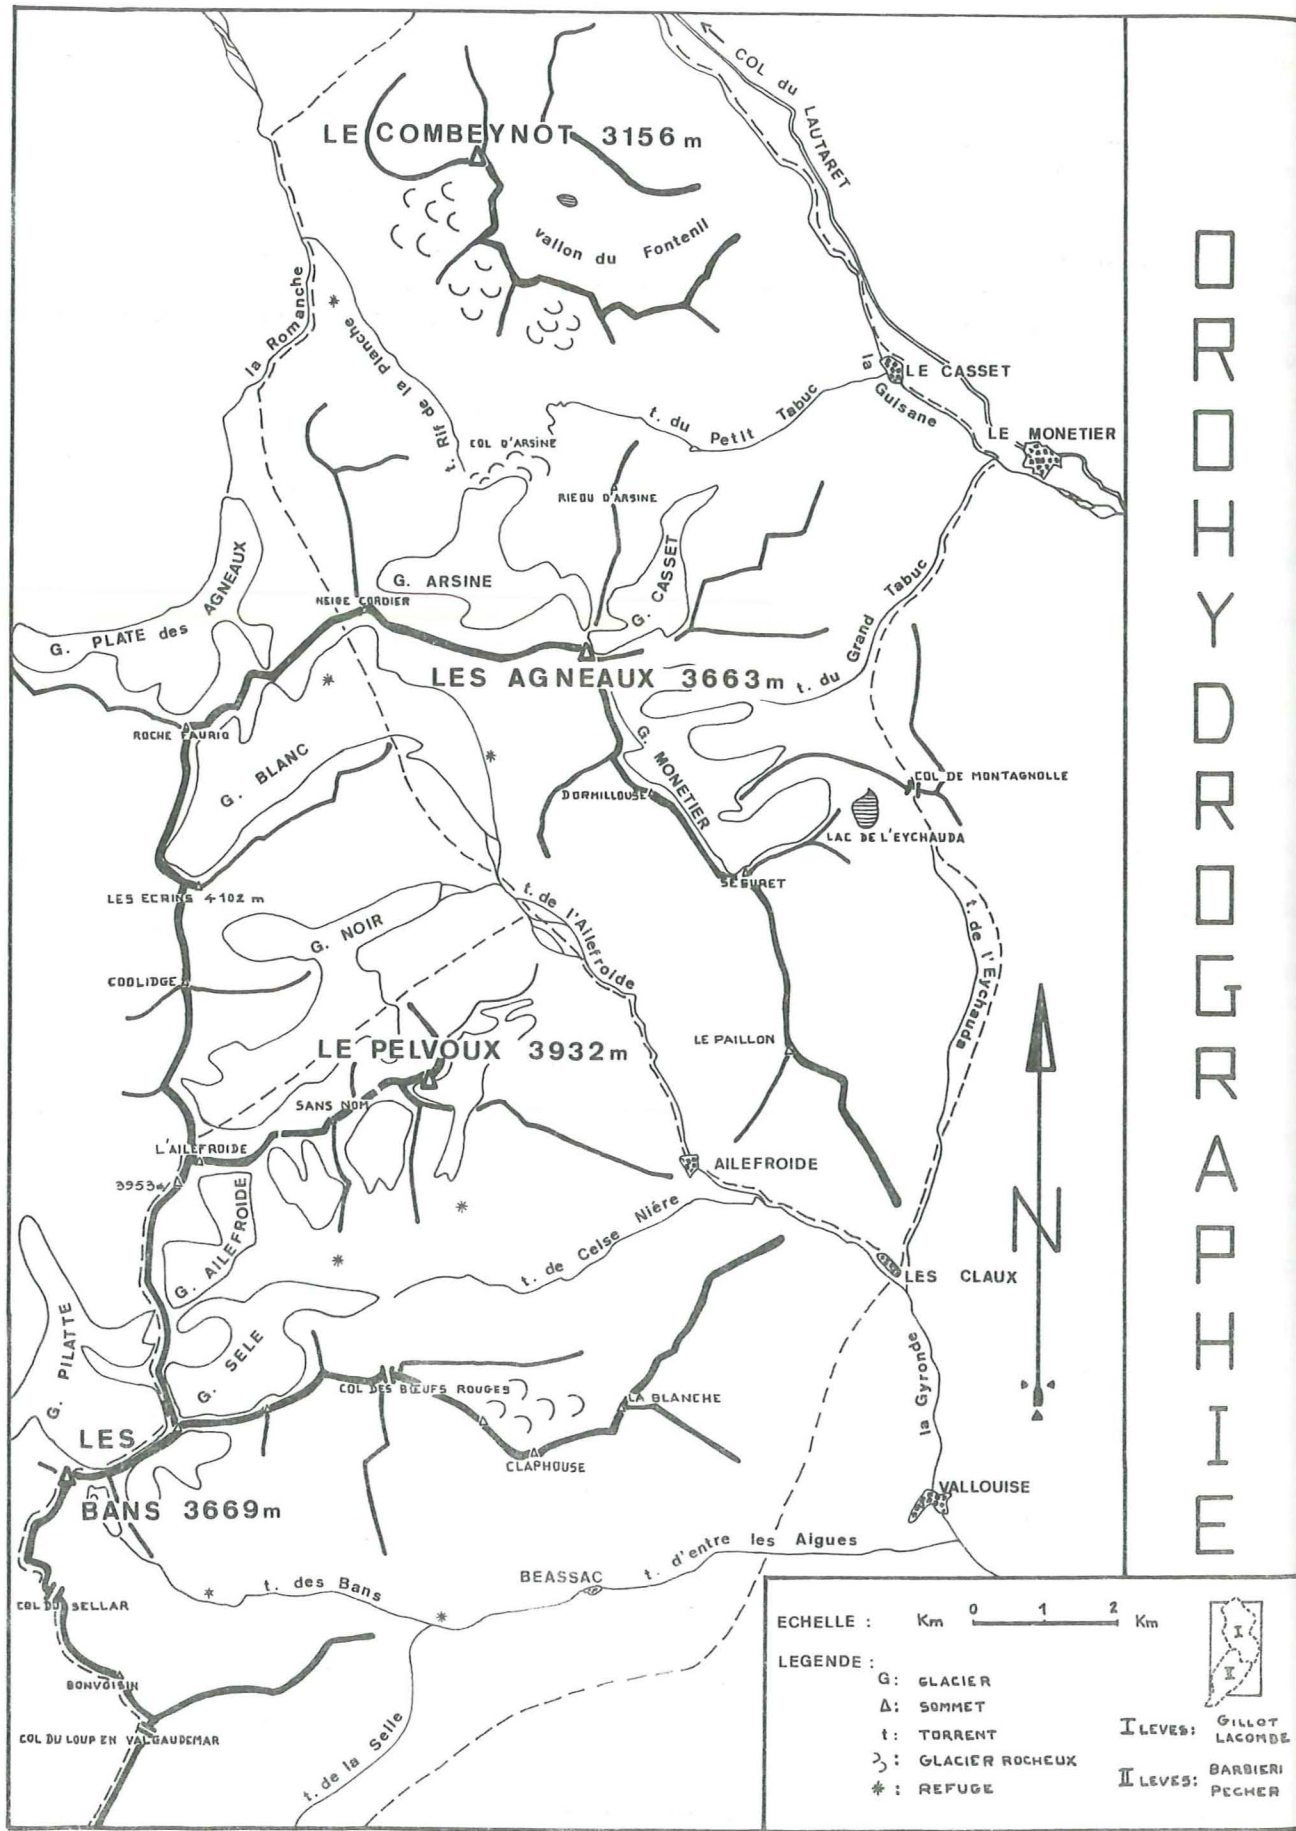 COL du LAUTARET
LE COMBEYNOT 3156 m
vallon du Fontenil
la Romanche
t. Rif de la planche
LE CASSET
la Guisane
t. du Petit Tabuc
LE MONETIER
COL D'ARSINE
RIEOU D'ARSINE
G. ARSINE
G. CASSET
NEIGE CORDIER
G. PLATE des AGNEAUX
t. du Grand Tabuc
LES AGNEAUX 3663 m
ROCHE FAURIO
G. BLANC
G. MONETIER
DORMILLOUSE
COL DE MONTAGNOLLE
LAC DE L'EYCHAUDA
SEGURET
LES ECRINS 4102 m
t. de l'Ailefroide
G. NOIR
t. de l'Eychauda
COOLIDGE
LE PELVOUX 3932 m
LE PAILLON
SANS NOM
L'AILEFROIDE
3953 m
AILEFROIDE
G. AILEFROIDE
t. de Celse Niére
LES CLAUX
G. PILATTE
G. SELE
la Gyronde
COL DES BŒUFS ROUGES
LA BLANCHE
CLAPHOUSE
LES
BANS 3669 m
VALLOUISE
t. d'entre les Aigues
BEASSAC
t. des Bans
COL DU SELLAR
BONVOISIN
COL DU LOUP EN VALGAUDEMAR
t. de la Selle
N
OROHYDROGRAPHIE
ECHELLE : Km 0 1 2 Km
LEGENDE :
G: GLACIER
Δ: SOMMET
t: TORRENT
: GLACIER ROCHEUX
* : REFUGE
I
II
I LEVES: GILLOT
LACOMDE
II LEVES: BARBIERI
PECHER